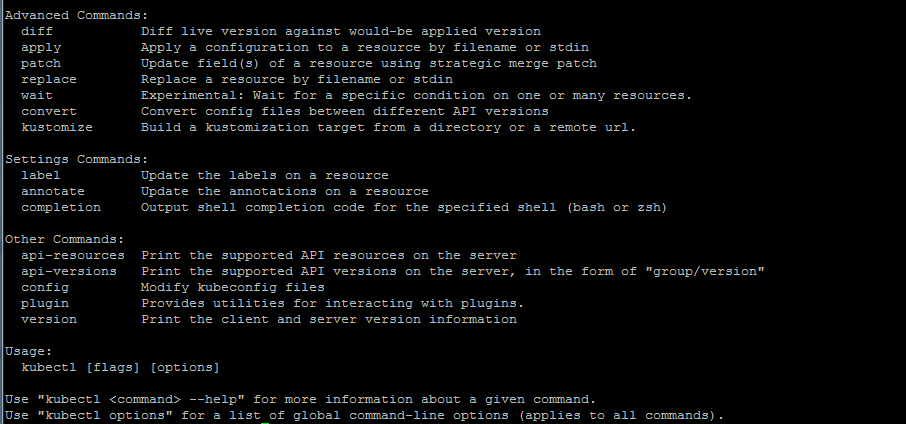 Advanced Commands:
  diff           Diff live version against would-be applied version
  apply          Apply a configuration to a resource by filename or stdin
  patch          Update field(s) of a resource using strategic merge patch
  replace        Replace a resource by filename or stdin
  wait           Experimental: Wait for a specific condition on one or many resources.
  convert        Convert config files between different API versions
  kustomize      Build a kustomization target from a directory or a remote url.

Settings Commands:
  label          Update the labels on a resource
  annotate       Update the annotations on a resource
  completion     Output shell completion code for the specified shell (bash or zsh)

Other Commands:
  api-resources  Print the supported API resources on the server
  api-versions   Print the supported API versions on the server, in the form of "group/version"
  config         Modify kubeconfig files
  plugin         Provides utilities for interacting with plugins.
  version        Print the client and server version information

Usage:
  kubectl [flags] [options]

Use "kubectl <command> --help" for more information about a given command.
Use "kubectl options" for a list of global command-line options (applies to all commands).